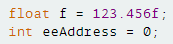 float f = 123.456f;
int eeAddress = 0;